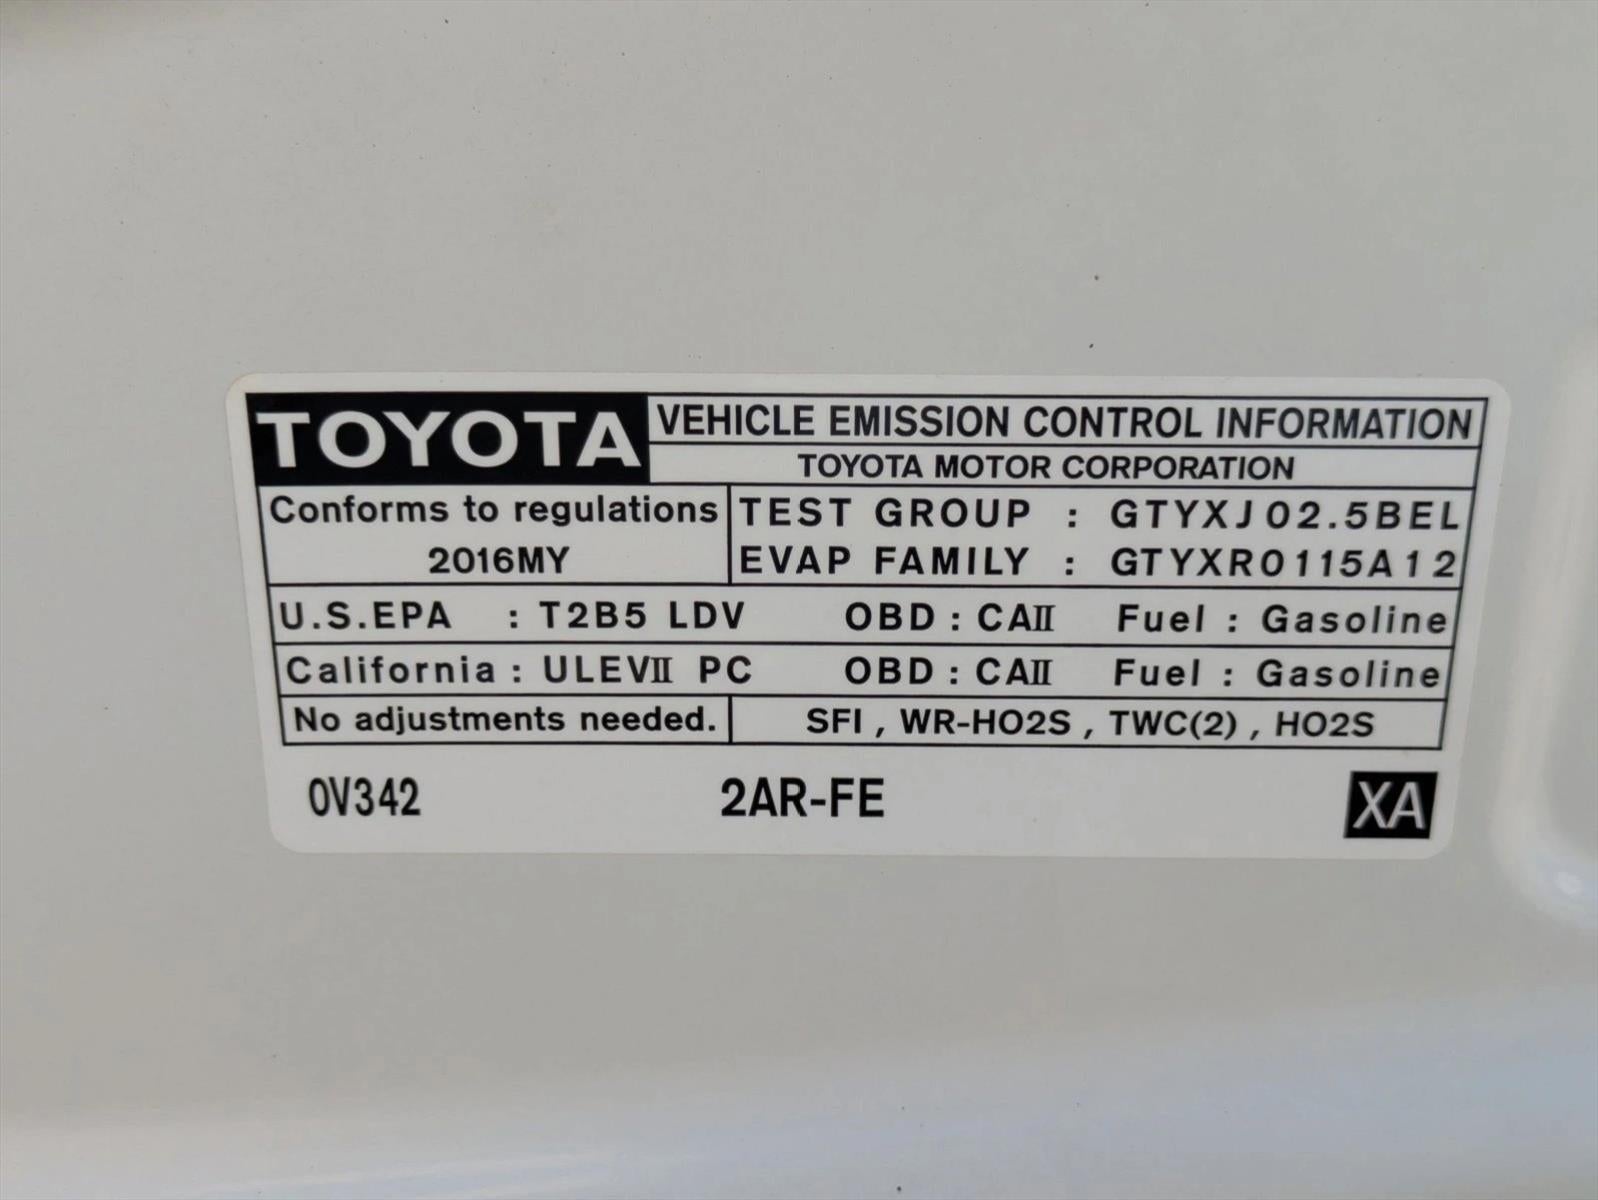 TOYOTA VEHICLE EMISSION CONTROL INFORMATION
TOYOTA MOTOR CORPORATION
Conforms to regulations
2016MY
TEST GROUP : GTYXJ02.5BEL
EVAP FAMILY : GTYXR0115A12
U.S.EPA : T2B5 LDV OBD : CAII Fuel : Gasoline
California : ULEVII PC OBD : CAII Fuel : Gasoline
No adjustments needed. SFI , WR-HO2S , TWC(2) , HO2S
0V342 2AR-FE XA